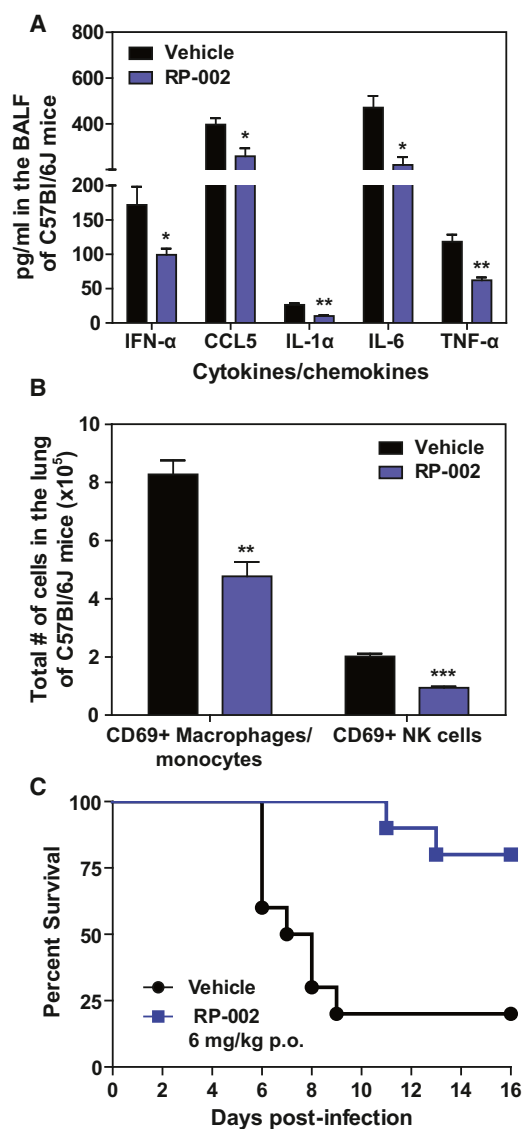 A
800
Vehicle
RP-002
600
400
200
150
100
50
0
pg/ml in the BALF
of C57Bl/6J mice
*
*
**
*
**
IFN-α CCL5 IL-1α IL-6 TNF-α
Cytokines/chemokines
B
10
8
6
4
2
0
Total # of cells in the lung
of C57Bl/6J mice (x10⁵)
Vehicle
RP-002
**
***
CD69+ Macrophages/
monocytes
CD69+ NK cells
C
100
75
50
25
0
Percent Survival
Vehicle
RP-002
6 mg/kg p.o.
0 2 4 6 8 10 12 14 16
Days post-infection